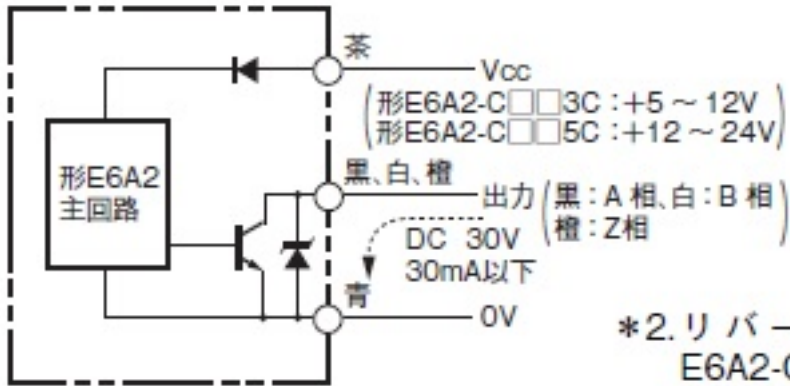 茶
Vcc
(形E6A2-C□□3C:+5～12V
形E6A2-C□□5C:+12～24V)
形E6A2
主回路
黒、白、橙
出力(黒:A相、白:B相
橙:Z相)
DC 30V
30mA以下
青
0V
*2.リバー
E6A2-C